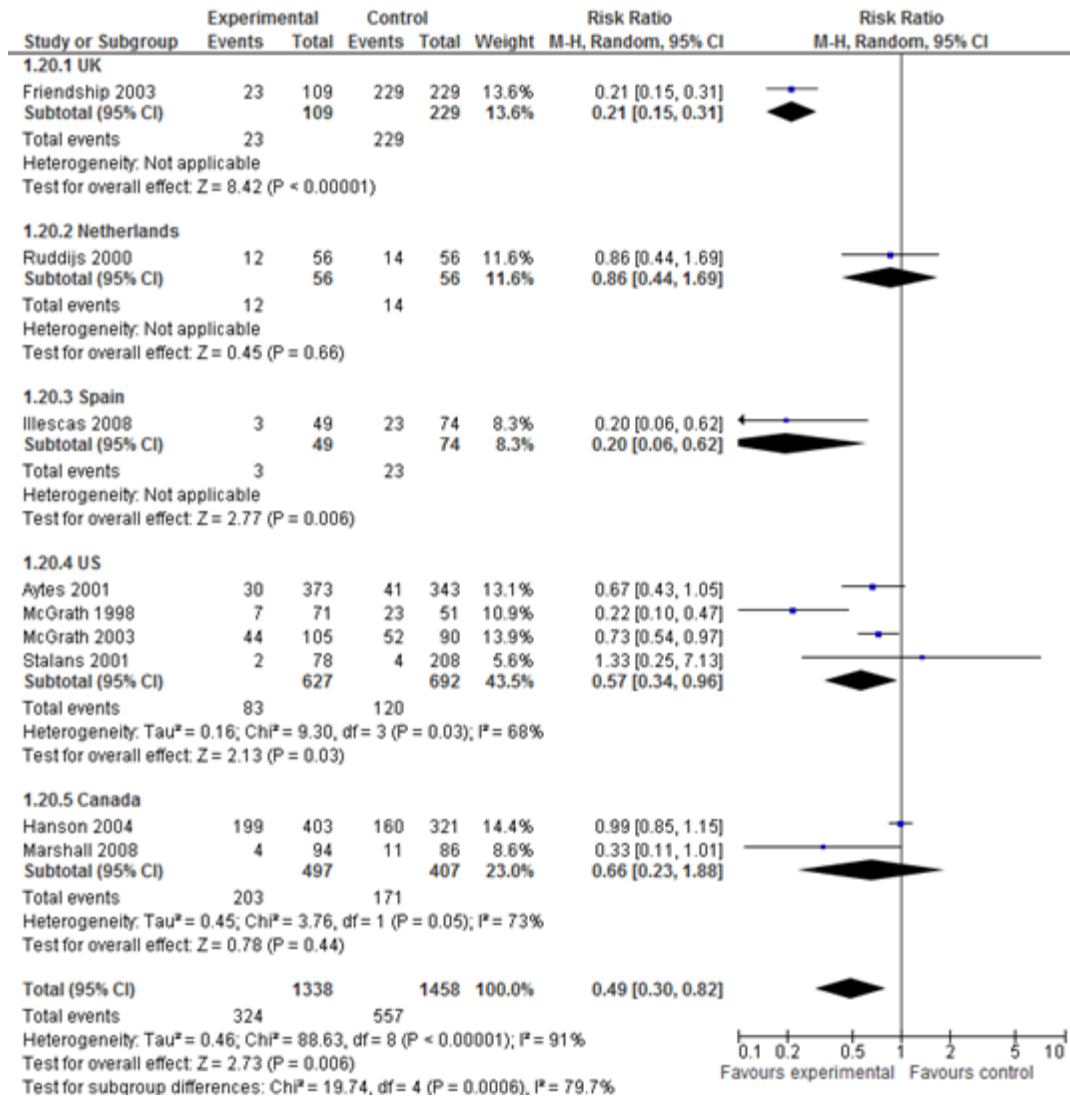 Experimental Control Risk Ratio Risk Ratio
Study or Subgroup Events Total Events Total Weight M-H, Random, 95% CI M-H, Random, 95% CI
1.20.1 UK
Friendship 2003 23 109 229 229 13.6% 0.21 [0.15, 0.31]
Subtotal (95% CI) 109 229 13.6% 0.21 [0.15, 0.31]
Total events 23 229
Heterogeneity: Not applicable
Test for overall effect: Z = 8.42 (P < 0.00001)
1.20.2 Netherlands
Ruddijs 2000 12 56 14 56 11.6% 0.86 [0.44, 1.69]
Subtotal (95% CI) 56 56 11.6% 0.86 [0.44, 1.69]
Total events 12 14
Heterogeneity: Not applicable
Test for overall effect: Z = 0.45 (P = 0.66)
1.20.3 Spain
Illescas 2008 3 49 23 74 8.3% 0.20 [0.06, 0.62]
Subtotal (95% CI) 49 74 8.3% 0.20 [0.06, 0.62]
Total events 3 23
Heterogeneity: Not applicable
Test for overall effect: Z = 2.77 (P = 0.006)
1.20.4 US
Aytes 2001 30 373 41 343 13.1% 0.67 [0.43, 1.05]
McGrath 1998 7 71 23 51 10.9% 0.22 [0.10, 0.47]
McGrath 2003 44 105 52 90 13.9% 0.73 [0.54, 0.97]
Stalans 2001 2 78 4 208 5.6% 1.33 [0.25, 7.13]
Subtotal (95% CI) 627 692 43.5% 0.57 [0.34, 0.96]
Total events 83 120
Heterogeneity: Tau² = 0.16; Chi² = 9.30, df = 3 (P = 0.03); I² = 68%
Test for overall effect: Z = 2.13 (P = 0.03)
1.20.5 Canada
Hanson 2004 199 403 160 321 14.4% 0.99 [0.85, 1.15]
Marshall 2008 4 94 11 86 8.6% 0.33 [0.11, 1.01]
Subtotal (95% CI) 497 407 23.0% 0.66 [0.23, 1.88]
Total events 203 171
Heterogeneity: Tau² = 0.45; Chi² = 3.76, df = 1 (P = 0.05); I² = 73%
Test for overall effect: Z = 0.78 (P = 0.44)
Total (95% CI) 1338 1458 100.0% 0.49 [0.30, 0.82]
Total events 324 557
Heterogeneity: Tau² = 0.46; Chi² = 88.63, df = 8 (P < 0.00001); I² = 91%
Test for overall effect: Z = 2.73 (P = 0.006)
Test for subgroup differences: Chi² = 19.74, df = 4 (P = 0.0006), I² = 79.7%
0.1 0.2 0.5 1 2 5 10
Favours experimental Favours control